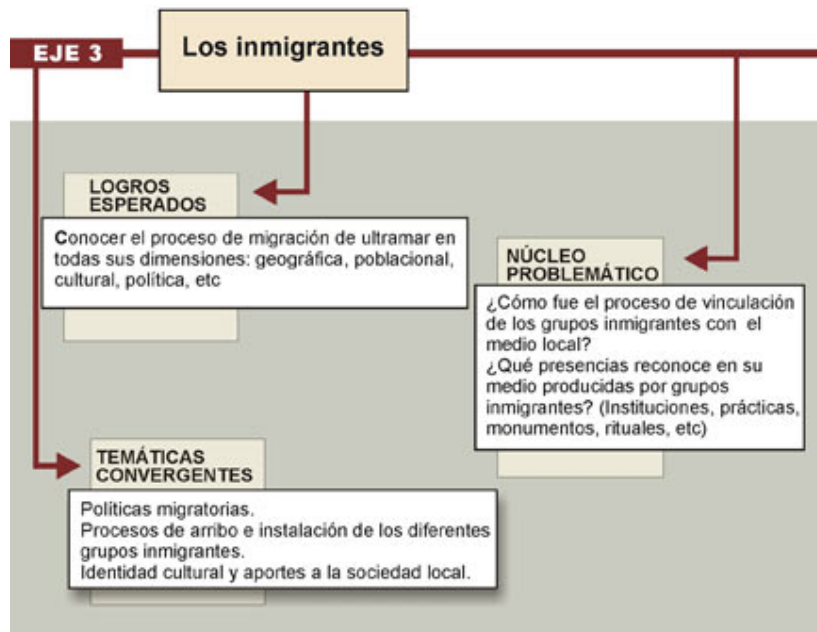 EJE 3
Los inmigrantes
LOGROS
ESPERADOS
Conocer el proceso de migración de ultramar en
todas sus dimensiones: geográfica, poblacional,
cultural, política, etc
NÚCLEO
PROBLEMÁTICO
¿Cómo fue el proceso de vinculación
de los grupos inmigrantes con el
medio local?
¿Qué presencias reconoce en su
medio producidas por grupos
inmigrantes? (Instituciones, prácticas,
monumentos, rituales, etc)
TEMÁTICAS
CONVERGENTES
Políticas migratorias.
Procesos de arribo e instalación de los diferentes
grupos inmigrantes.
Identidad cultural y aportes a la sociedad local.